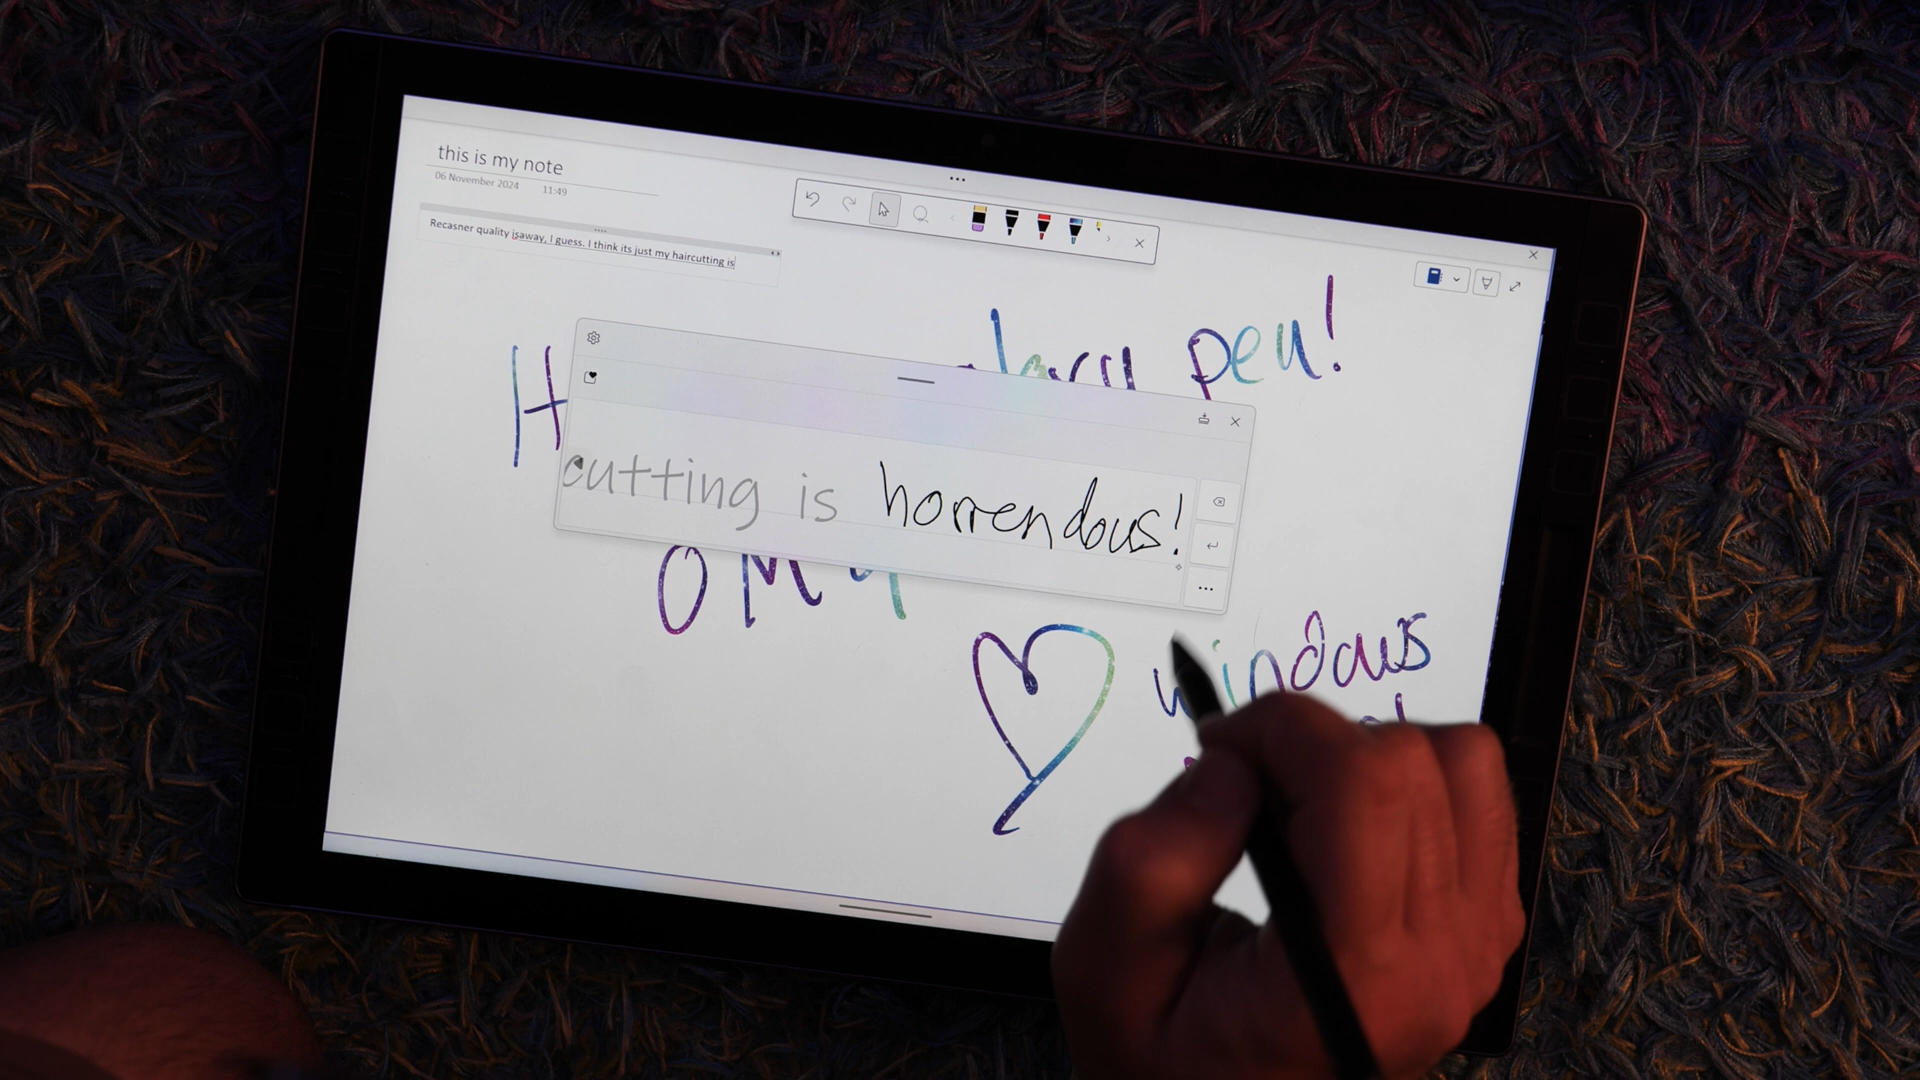 this is my note
06 November 2024 11:49
Recasner quality isaway, I guess. I think its just my haircutting is
pen!
cutting is horrendous!
OMG
windows